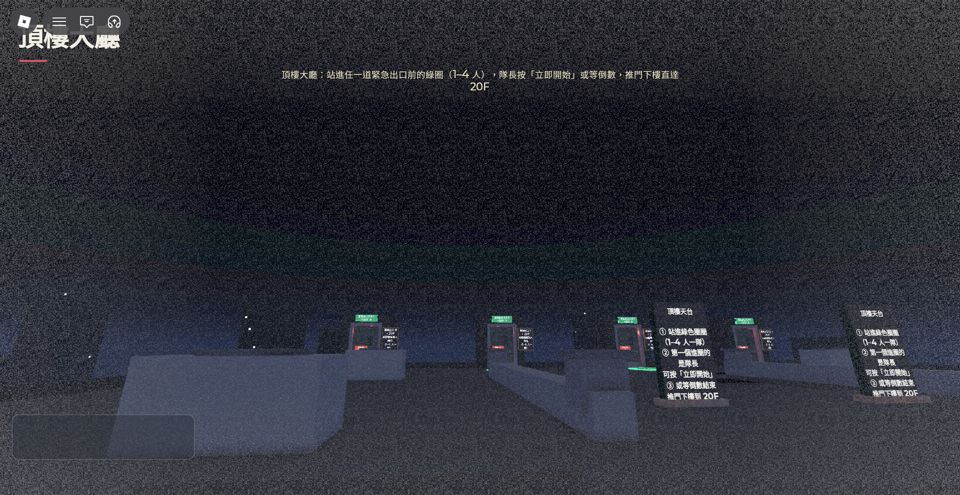 頂樓大廳
頂樓大廳：站進任一道緊急出口前的綠圈（1–4 人），隊長按「立即開始」或等倒數，推門下樓直達
20F
頂樓天台
① 站進綠色圈圈
（1–4 人一隊）
② 第一個進圈的
是隊長
可按「立即開始」
③ 或等倒數結束
推門下樓到 20F
頂樓天台
① 站進綠色圈圈
（1–4 人一隊）
② 第一個進圈的
是隊長
可按「立即開始」
③ 或等倒數結束
推門下樓到 20F